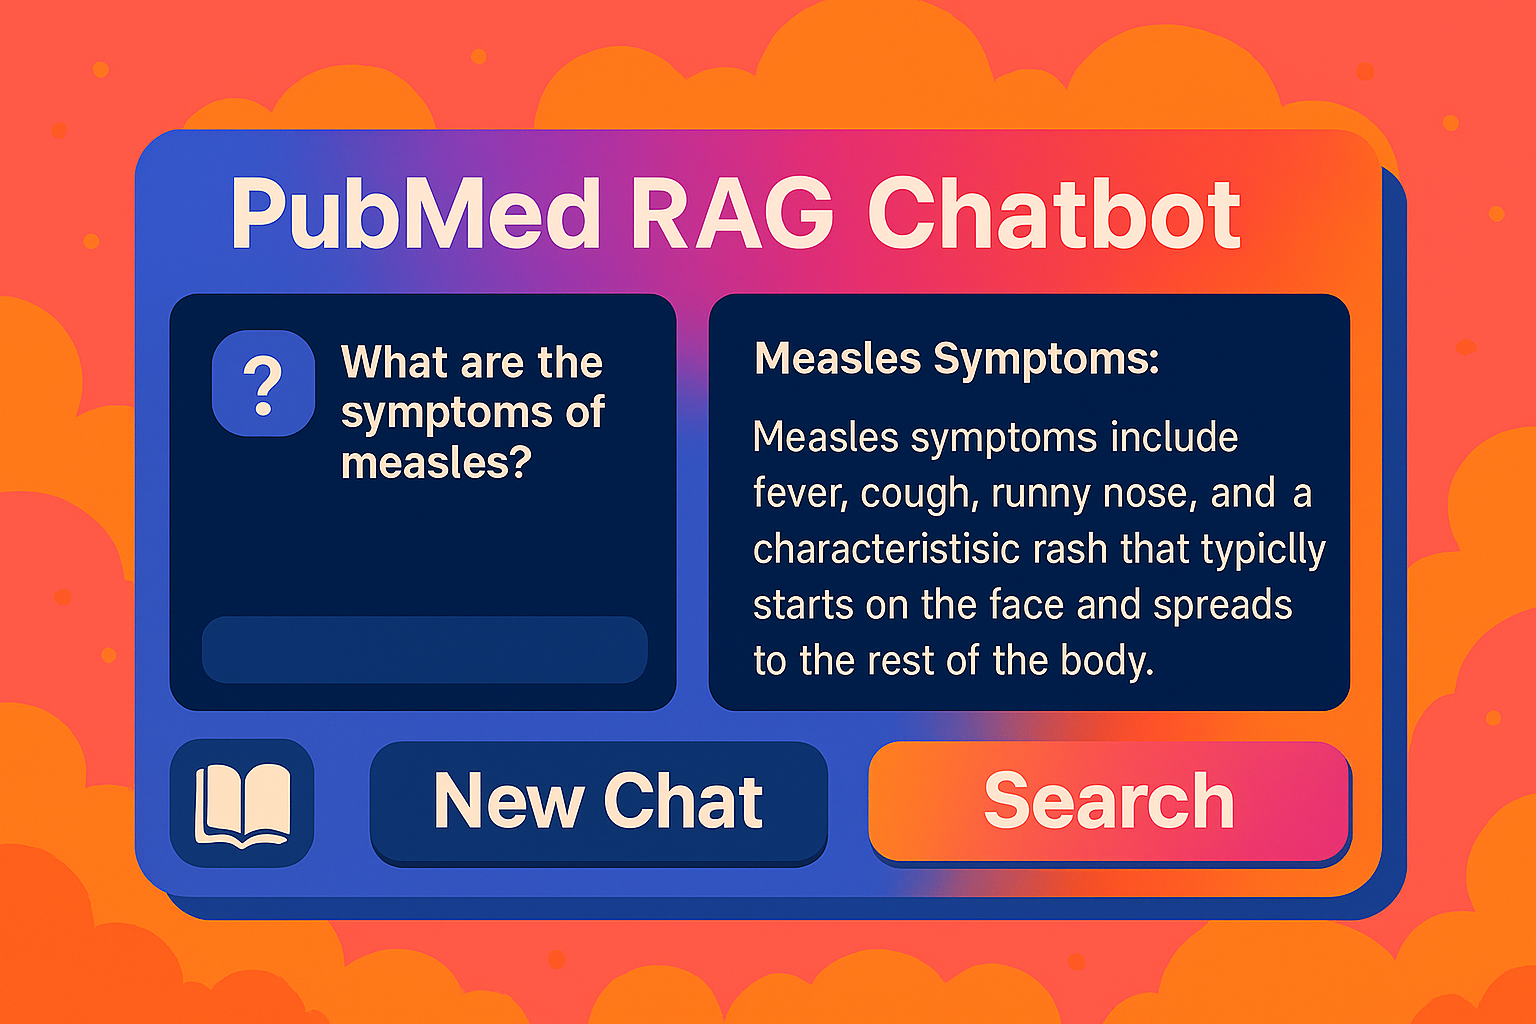 PubMed RAG Chatbot
?
What are the
symptoms of
measles?
Measles Symptoms:
Measles symptoms include
fever, cough, runny nose, and a
characteristisic rash that typiclly
starts on the face and spreads
to the rest of the body.
New Chat
Search